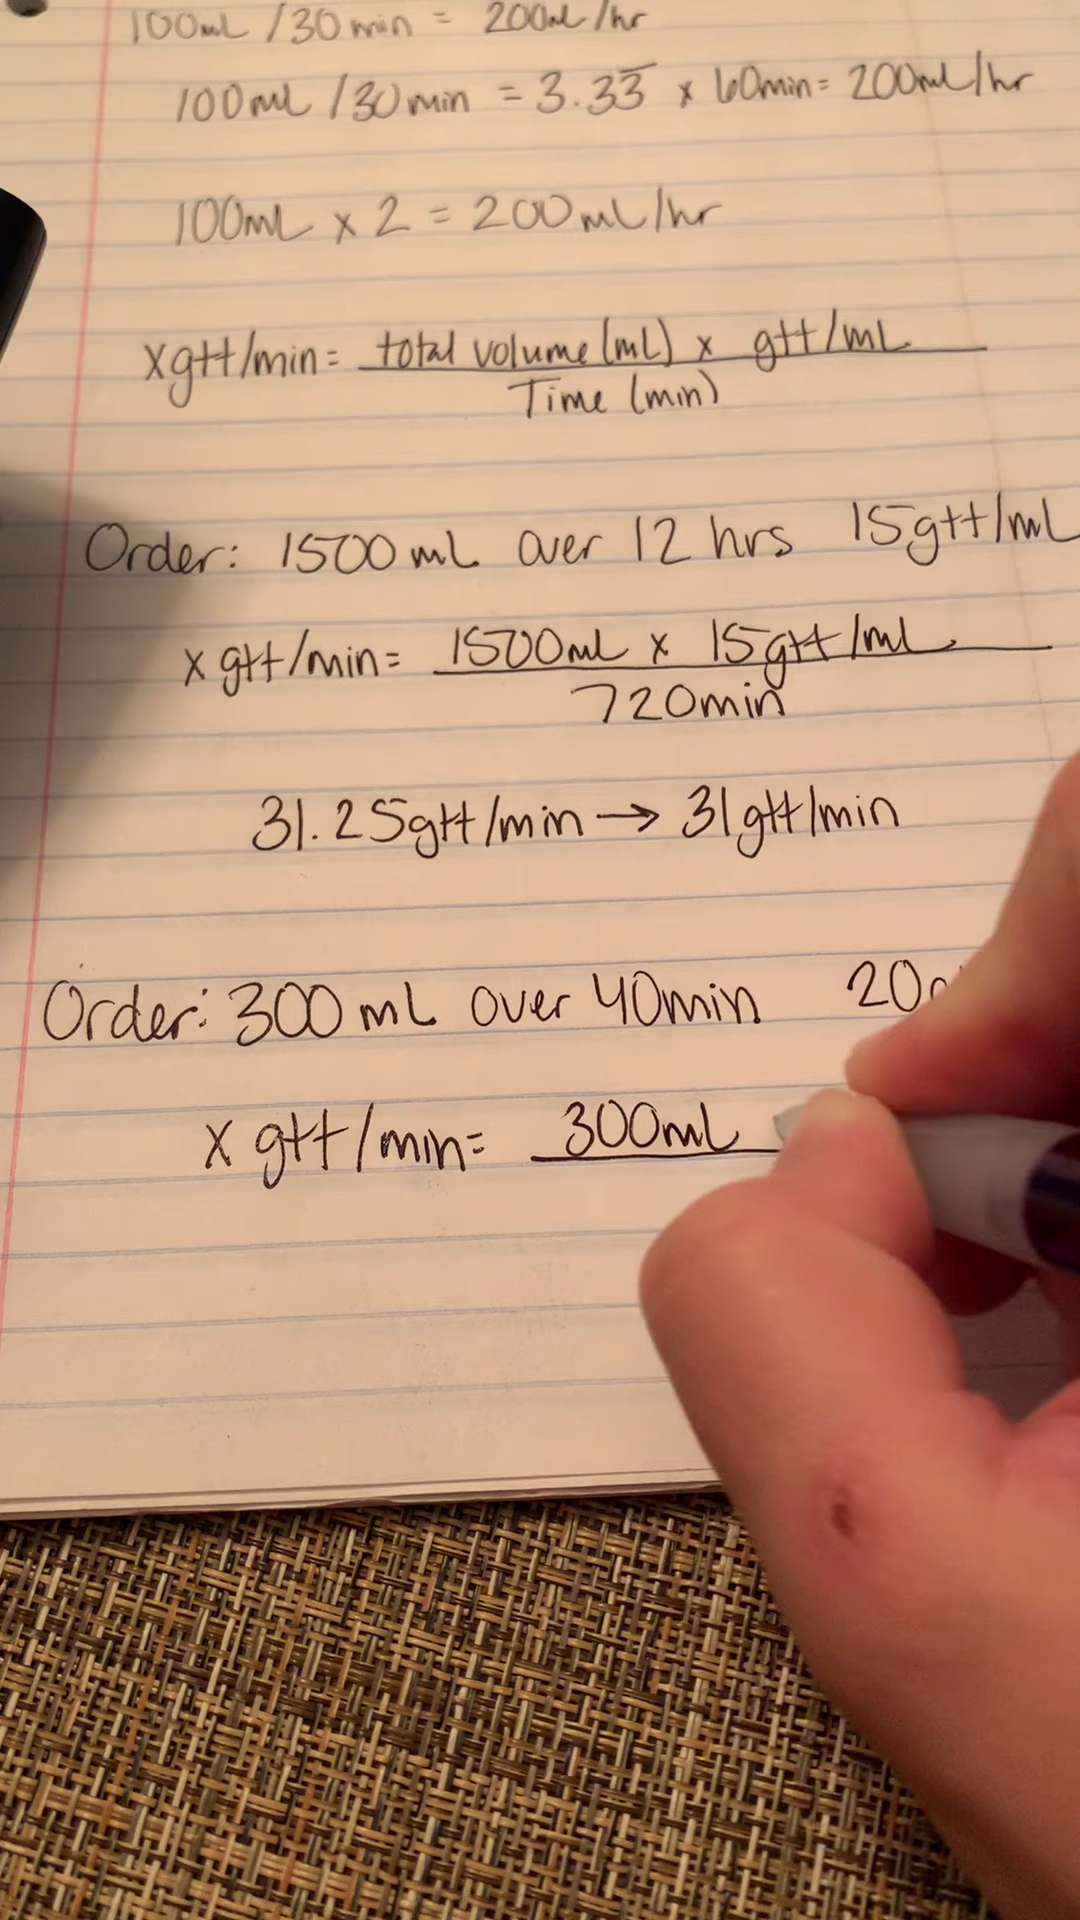 100mL /30 min = 200mL/hr
100mL /30min = 3.33̅ x 60min= 200mL/hr
100mL x 2 = 200mL/hr
xgtt/min= total volume (mL) x gtt/mL
Time (min)
Order: 1500 mL over 12 hrs 15gtt/mL
x gtt/min= 1500mL x 15gtt/mL
720min
31.25gtt/min → 31gtt/min
Order: 300 mL over 40min 20
x gtt/min= 300mL